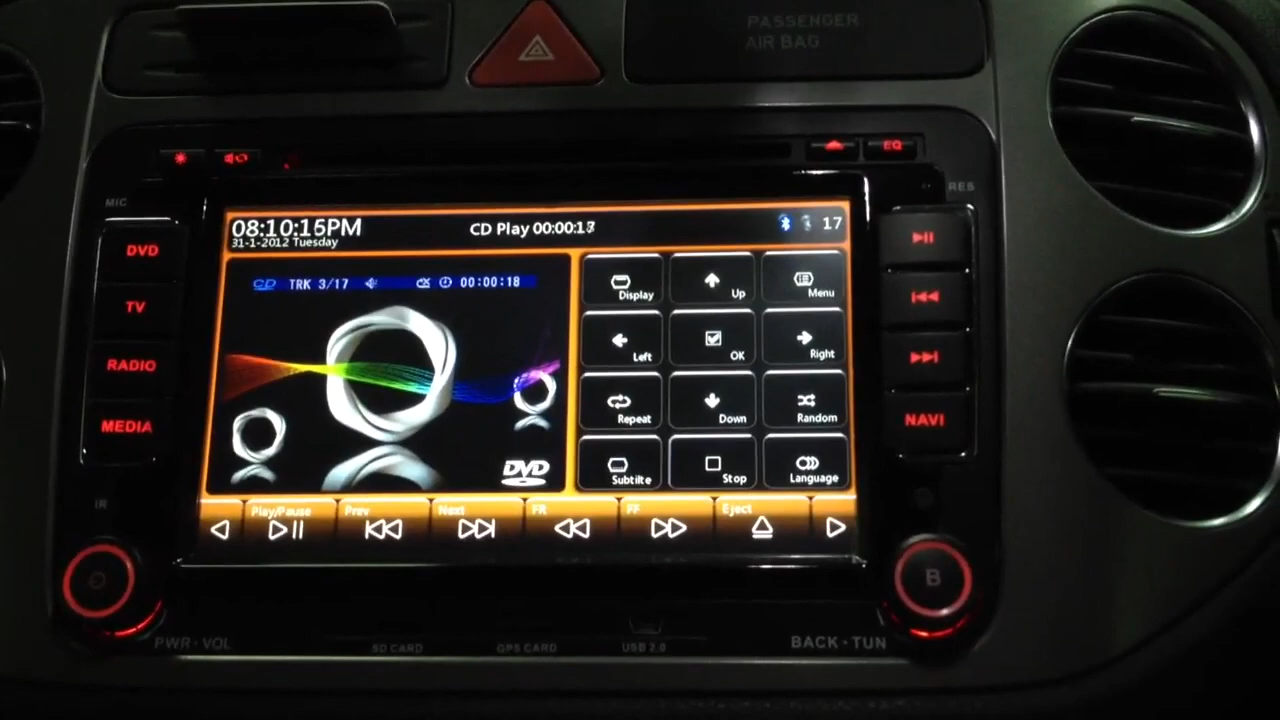 PASSENGER
AIR BAG
EQ
MIC
RES
DVD
TV
RADIO
MEDIA
IR
08:10:15PM
31-1-2012 Tuesday
CD Play 00:00:18
17
CD TRK 3/17 00:00:18
DVD
Display
Up
Menu
Left
OK
Right
Repeat
Down
Random
Subtilte
Stop
Language
Play/Pause
Prev
Next
FR
FF
Eject
NAVI
B
PWR·VOL
SD CARD
GPS CARD
USB 2.0
BACK·TUN